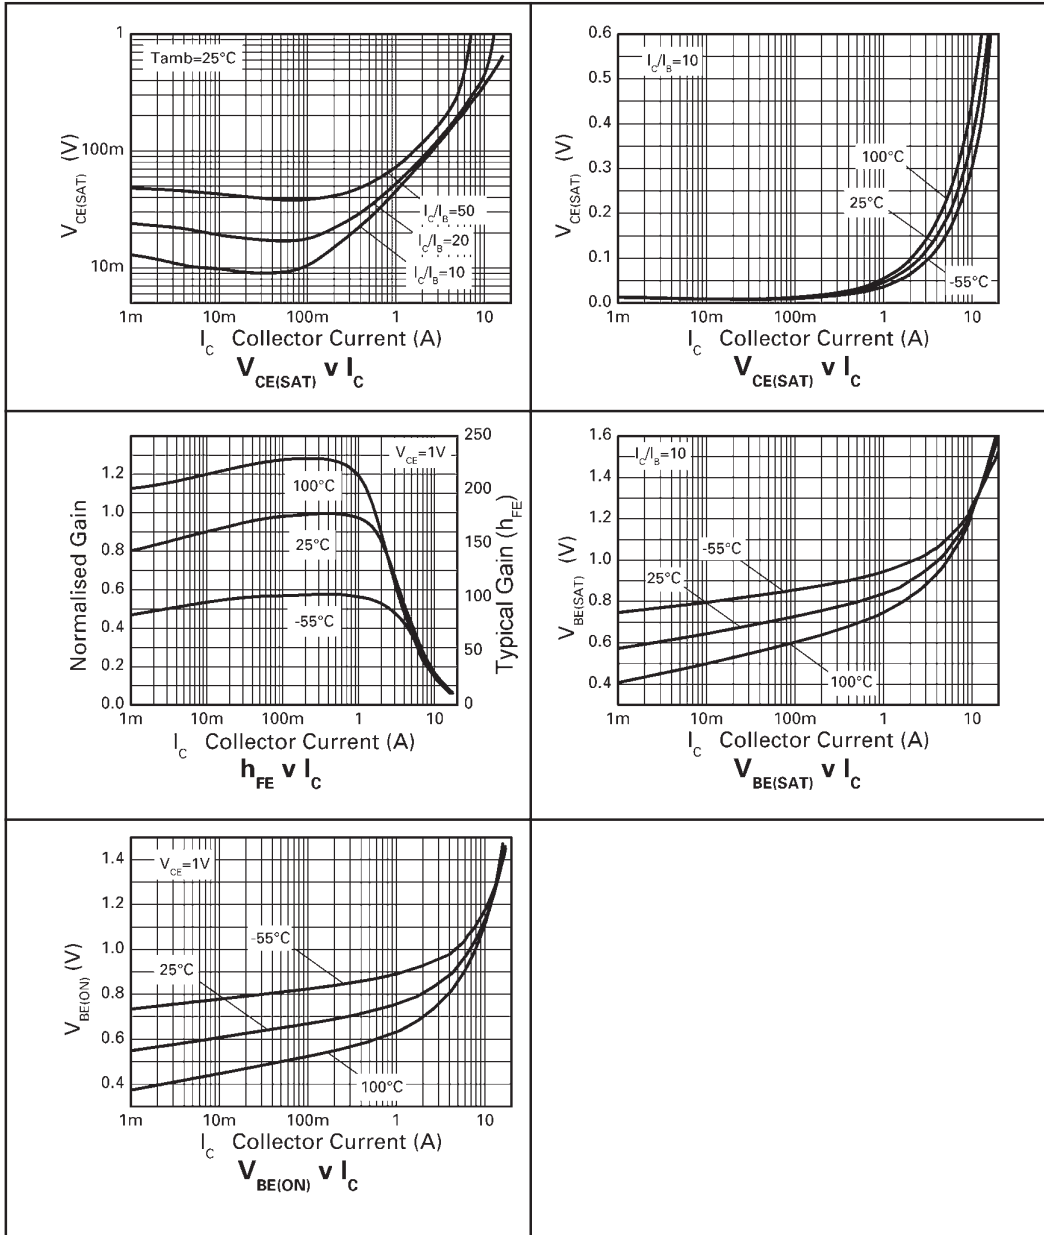 1
Tamb=25°C
100m
10m
V_CE(SAT) (V)
I_C/I_B=50
I_C/I_B=20
I_C/I_B=10
1m 10m 100m 1 10
I_C Collector Current (A)
V_CE(SAT) v I_C
0.6
I_C/I_B=10
0.5
0.4
0.3
0.2
0.1
0.0
V_CE(SAT) (V)
100°C
25°C
-55°C
1m 10m 100m 1 10
I_C Collector Current (A)
V_CE(SAT) v I_C
V_CE=1V
1.2
1.0
0.8
0.6
0.4
0.2
0.0
Normalised Gain
100°C
25°C
-55°C
250
200
150
100
50
0
Typical Gain (h_FE)
1m 10m 100m 1 10
I_C Collector Current (A)
h_FE v I_C
1.6
I_C/I_B=10
1.4
1.2
1.0
0.8
0.6
0.4
V_BE(SAT) (V)
-55°C
25°C
100°C
1m 10m 100m 1 10
I_C Collector Current (A)
V_BE(SAT) v I_C
1.4
V_CE=1V
1.2
1.0
0.8
0.6
0.4
V_BE(ON) (V)
-55°C
25°C
100°C
1m 10m 100m 1 10
I_C Collector Current (A)
V_BE(ON) v I_C